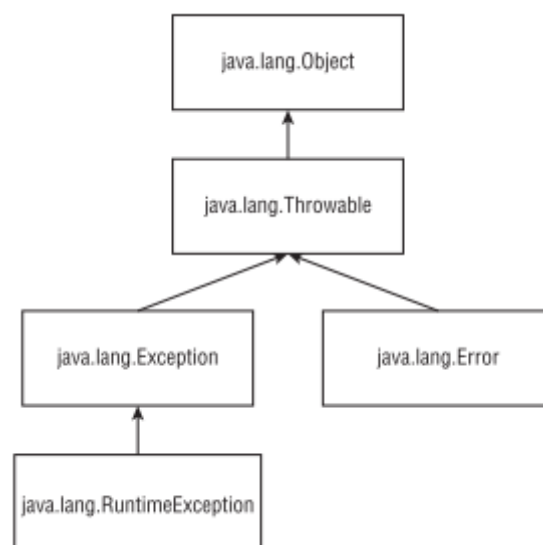 java.lang.Object
java.lang.Throwable
java.lang.Exception
java.lang.Error
java.lang.RuntimeException